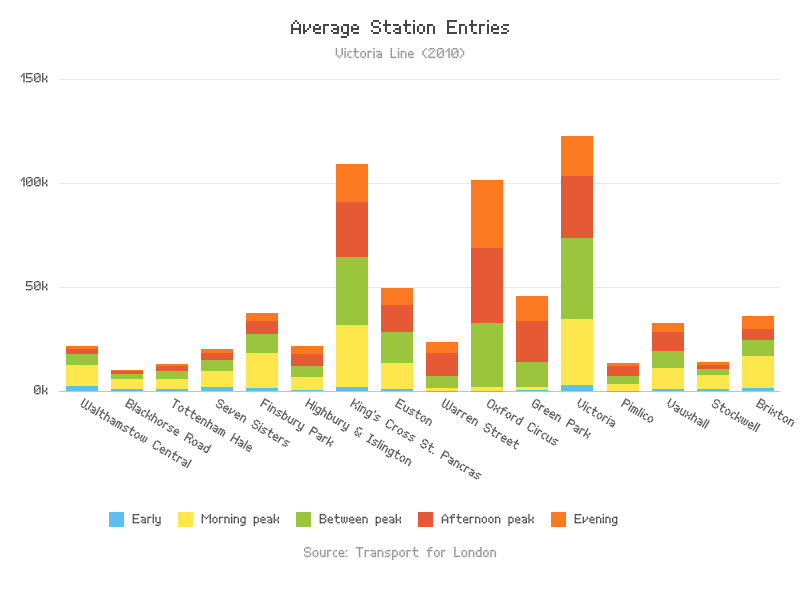 Average Station Entries
Victoria Line (2010)
150k
100k
50k
0k
Walthamstow Central
Blackhorse Road
Tottenham Hale
Seven Sisters
Finsbury Park
Highbury & Islington
King's Cross St. Pancras
Euston
Warren Street
Oxford Circus
Green Park
Victoria
Pimlico
Vauxhall
Stockwell
Brixton
Early Morning peak Between peak Afternoon peak Evening
Source: Transport for London